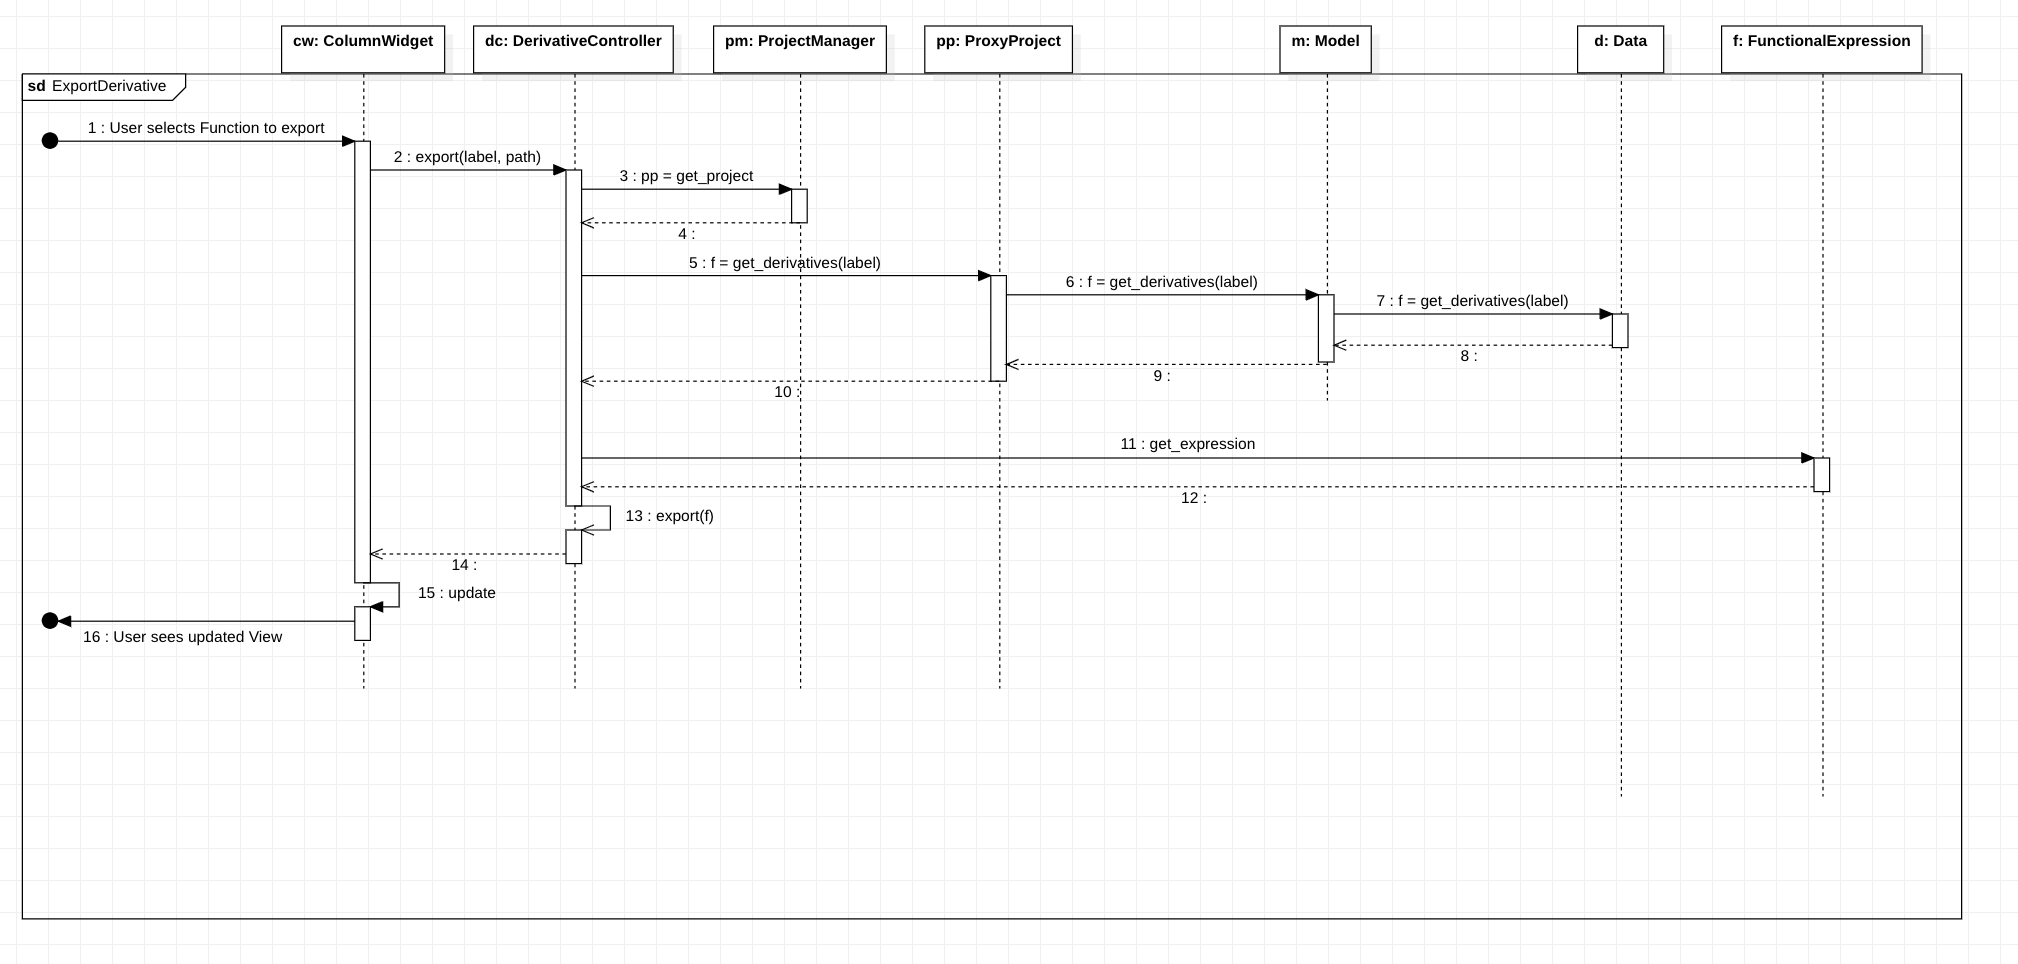 cw: ColumnWidget
dc: DerivativeController
pm: ProjectManager
pp: ProxyProject
m: Model
d: Data
f: FunctionalExpression
sd ExportDerivative
1 : User selects Function to export
2 : export(label, path)
3 : pp = get_project
4 :
5 : f = get_derivatives(label)
6 : f = get_derivatives(label)
7 : f = get_derivatives(label)
8 :
9 :
10 :
11 : get_expression
12 :
13 : export(f)
14 :
15 : update
16 : User sees updated View